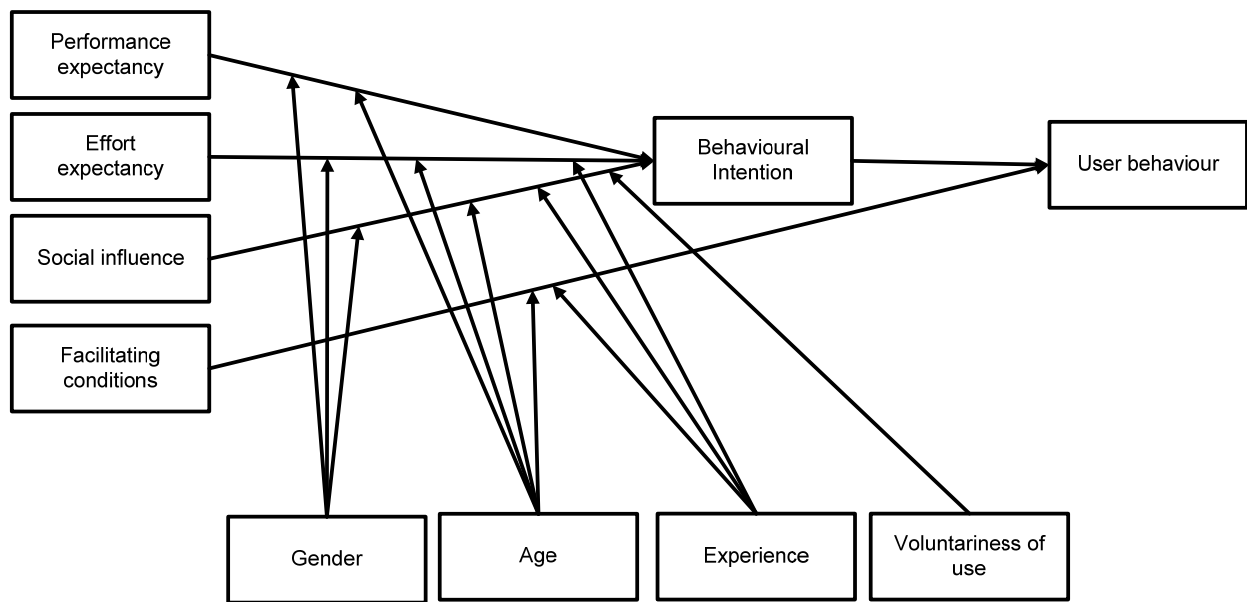 Performance
expectancy
Effort
expectancy
Social influence
Facilitating
conditions
Behavioural
Intention
User behaviour
Gender
Age
Experience
Voluntariness of
use